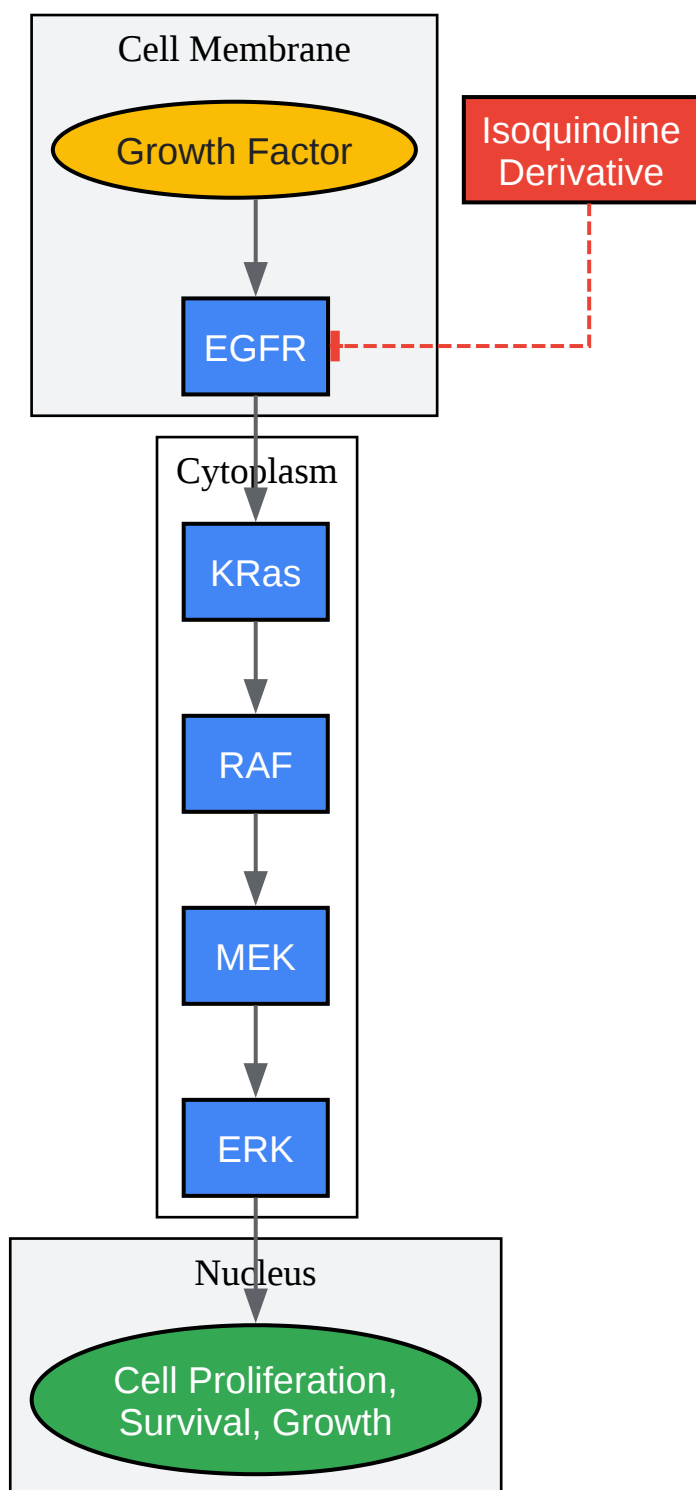 Cell Membrane
Growth Factor
Isoquinoline
Derivative
EGFR
Cytoplasm
KRas
RAF
MEK
ERK
Nucleus
Cell Proliferation,
Survival, Growth